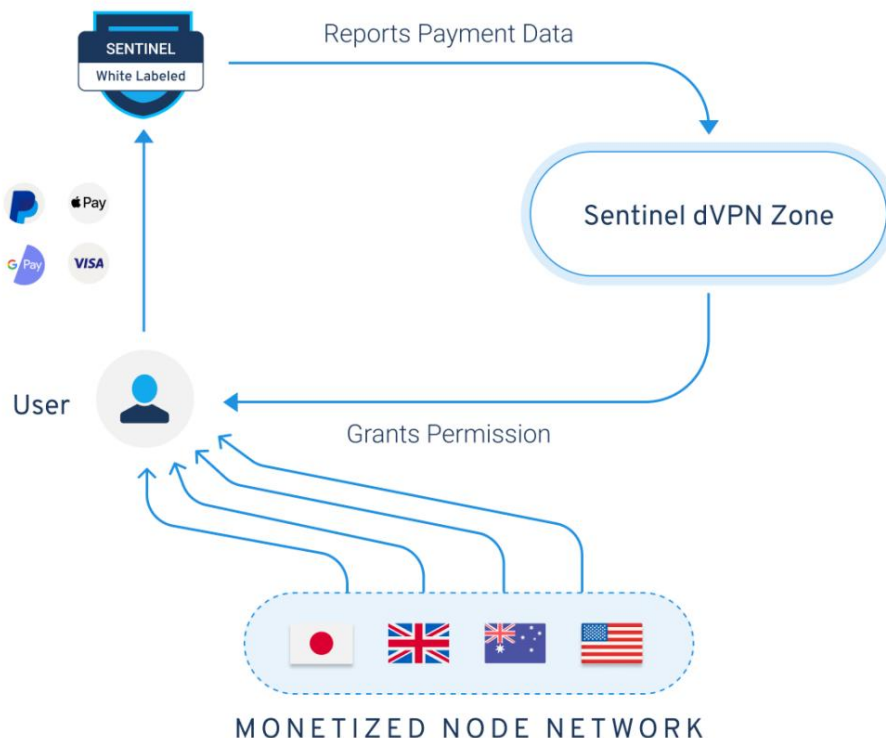 SENTINEL
White Labeled
Reports Payment Data
Sentinel dVPN Zone
Pay
G Pay
VISA
User
Grants Permission
MONETIZED NODE NETWORK